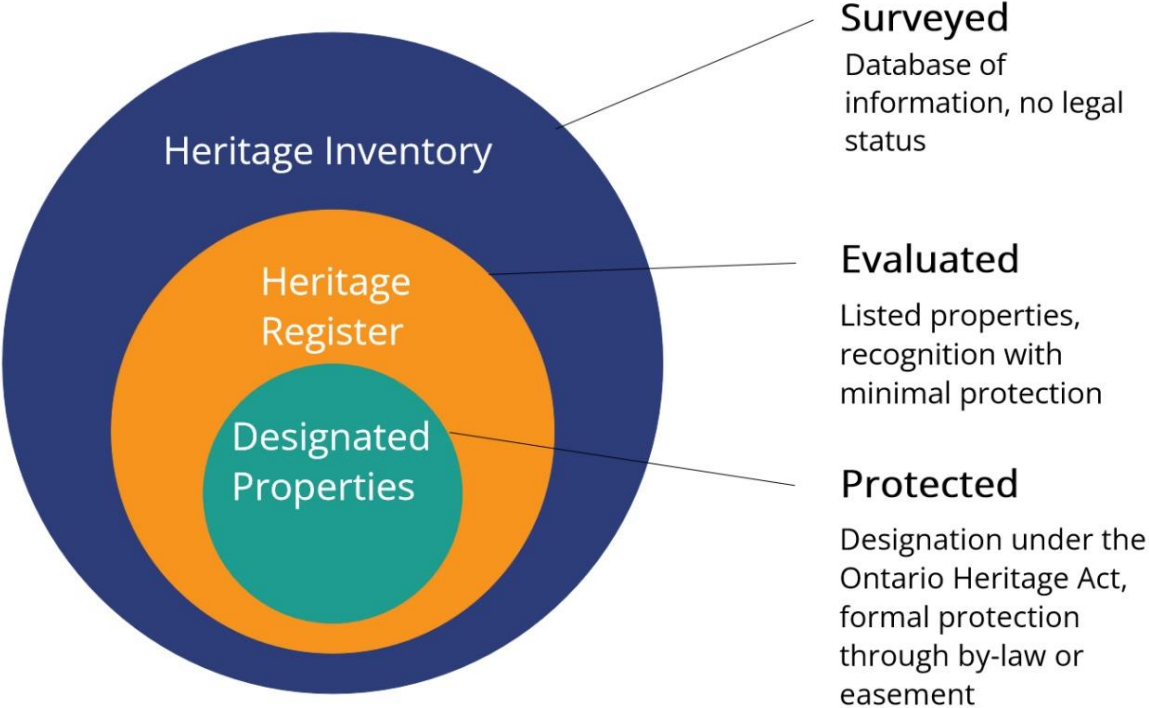 Heritage Inventory
Heritage
Register
Designated
Properties
Surveyed
Database of
information, no legal
status
Evaluated
Listed properties,
recognition with
minimal protection
Protected
Designation under the
Ontario Heritage Act,
formal protection
through by-law or
easement